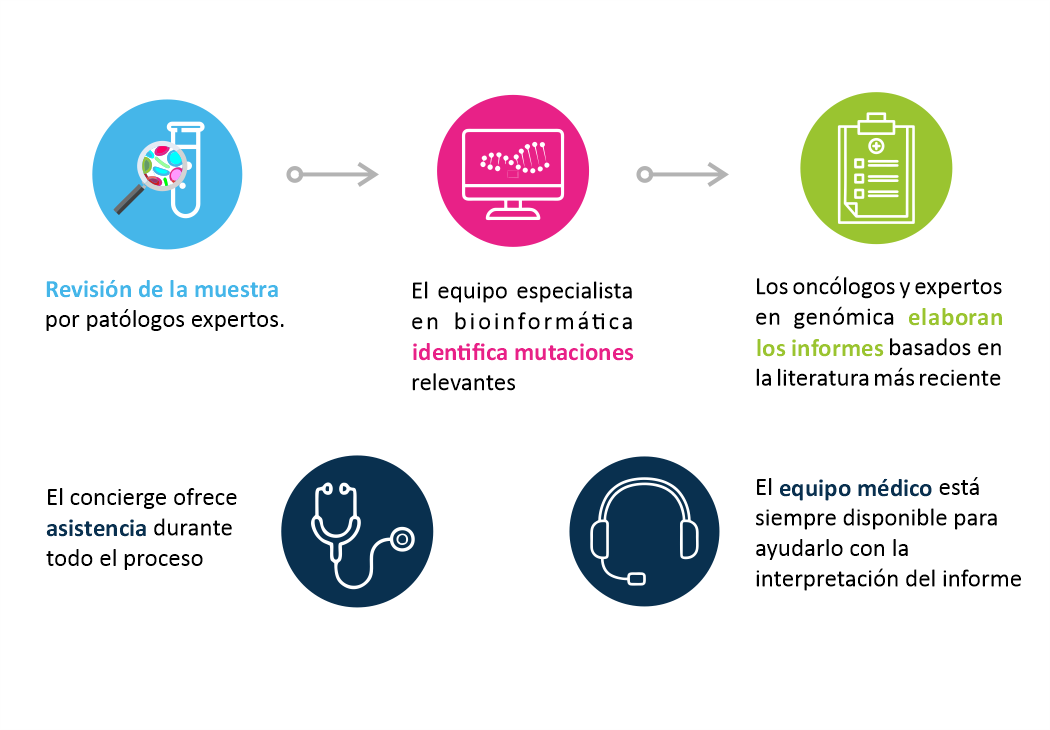 Revisión de la muestra
por patólogos expertos.
El equipo especialista
en bioinformática
identifica mutaciones
relevantes
Los oncólogos y expertos
en genómica elaboran
los informes basados en
la literatura más reciente
El concierge ofrece
asistencia durante
todo el proceso
El equipo médico está
siempre disponible para
ayudarlo con la
interpretación del informe